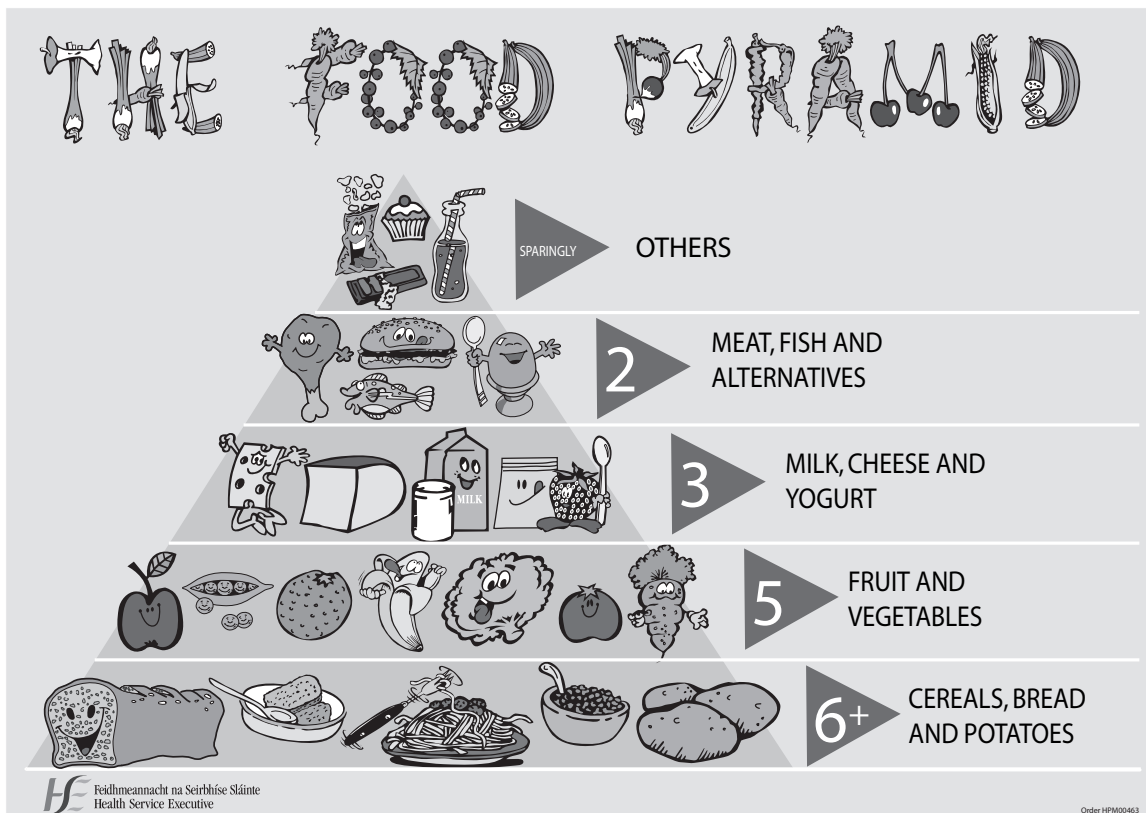 THE FOOD PYRAMID
SPARINGLY
OTHERS
2
MEAT, FISH AND
ALTERNATIVES
3
MILK, CHEESE AND
YOGURT
MILK
5
FRUIT AND
VEGETABLES
6+
CEREALS, BREAD
AND POTATOES
HSE
Feidhmeannacht na Seirbhíse Sláinte
Health Service Executive
Order HPM00463